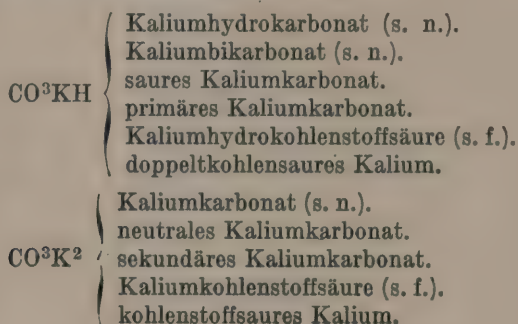 Kaliumhydrokarbonat (s. n.).
Kaliumbikarbonat (s. n.).
saures Kaliumkarbonat.
CO³KH
primäres Kaliumkarbonat.
Kaliumhydrokohlenstoffsäure (s. f.).
doppeltkohlensaures Kalium.
Kaliumkarbonat (s. n.).
neutrales Kaliumkarbonat.
CO³K² sekundäres Kaliumkarbonat.
Kaliumkohlenstoffsäure (s. f.).
kohlenstoffsaures Kalium.